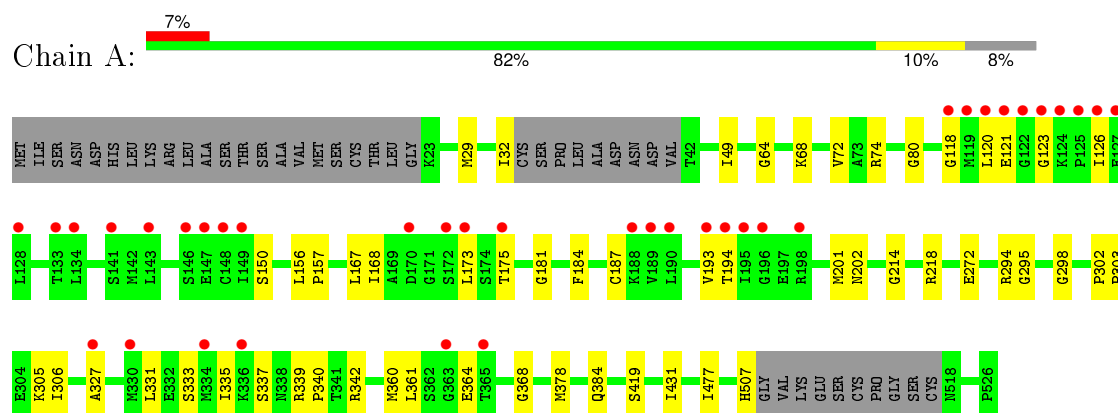 7%
Chain A:
82% 10% 8%
MET ILE SER ASN ASP HIS LEU LYS ARG LEU ALA SER THR SER ALA VAL MET SER CYS THR LEU GLY K23 M29 I32 CYS SER PRO LEU ALA ASP ASN ASP VAL T42 I49 G64 K68 V72 A73 R74 G80 G118 M119 L120 E121 G122 G123 K124 P125 I126
L128 T133 L134 S141 M142 L143 S146 E147 C148 I149 S150 L156 P157 L167 I168 A169 D170 G171 S172 L173 S174 T175 G181 F184 C187 K188 V189 L190 V193 T194 I195 G196 E197 R198 M201 N202 G214 R218 E272 R294 G295 G298 P302
E304 K305 I306 A327 M330 L331 E332 S333 M334 I335 K336 S337 N338 R339 P340 T341 R342 M360 L361 S362 G363 E364 T365 G368 M378 Q384 S419 I431 I477 H507 GLY VAL LYS GLU SER CYS PRO GLY SER CYS N518 P526